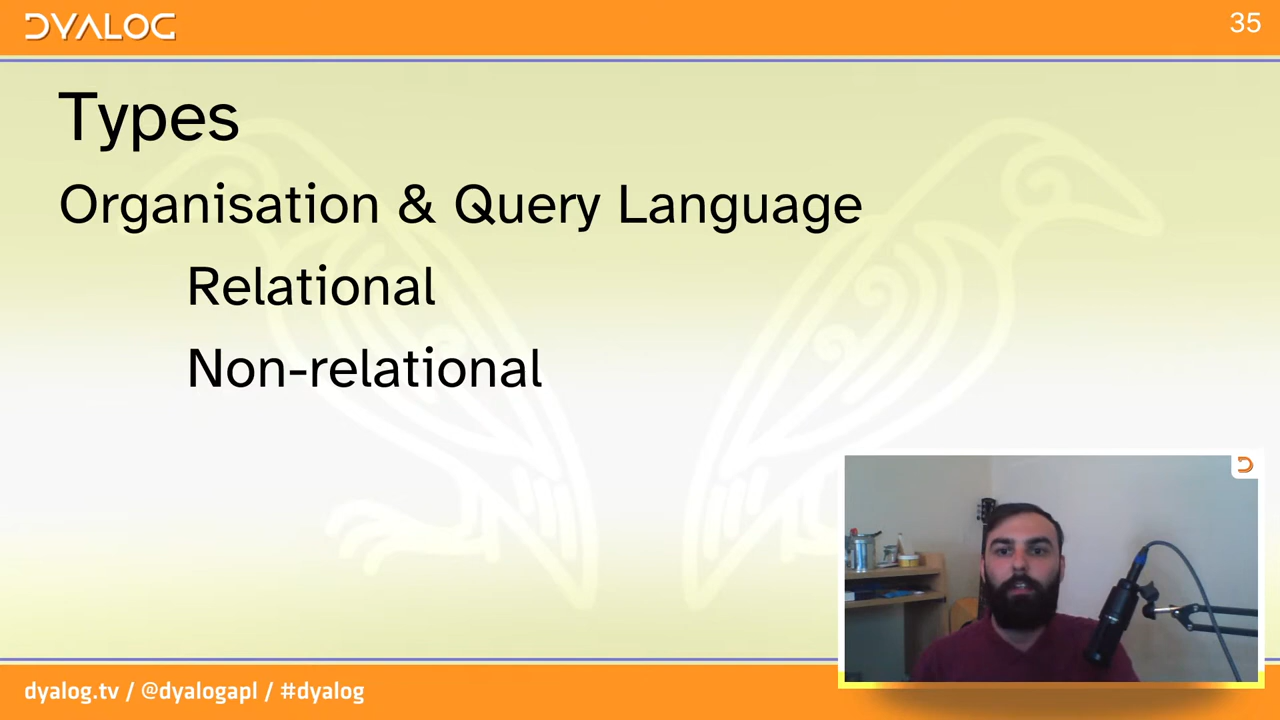 DYALOG
35
Types
Organisation & Query Language
Relational
Non-relational
dyalog.tv / @dyalogapl / #dyalog